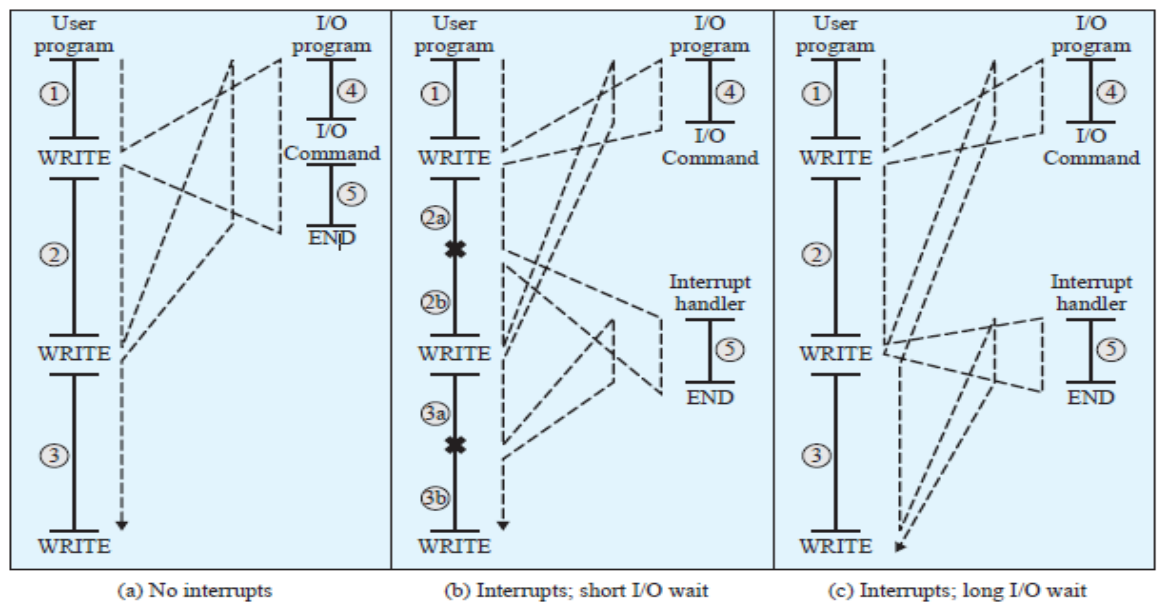 User
program
I/O
program
1
4
WRITE
I/O
Command
5
2
END
WRITE
3
WRITE
(a) No interrupts
User
program
I/O
program
1
4
WRITE
I/O
Command
2a
Interrupt
handler
2b
WRITE
5
END
3a
3b
WRITE
(b) Interrupts; short I/O wait
User
program
I/O
program
1
4
WRITE
I/O
Command
2
Interrupt
handler
WRITE
5
END
3
WRITE
(c) Interrupts; long I/O wait